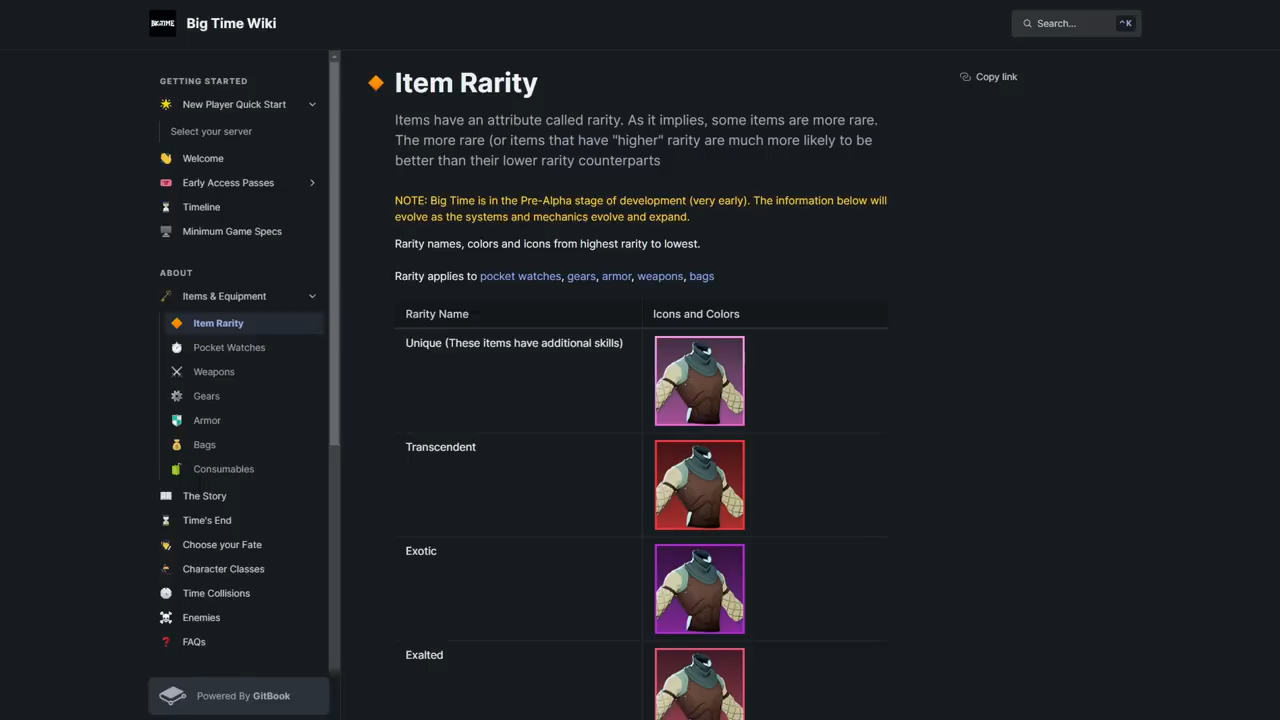 BIGTIME
Big Time Wiki
Search...
^K
GETTING STARTED
New Player Quick Start
Select your server
Welcome
Early Access Passes
Timeline
Minimum Game Specs
ABOUT
Items & Equipment
Item Rarity
Pocket Watches
Weapons
Gears
Armor
Bags
Consumables
The Story
Time's End
Choose your Fate
Character Classes
Time Collisions
Enemies
FAQs
Powered By GitBook
Item Rarity
Copy link
Items have an attribute called rarity. As it implies, some items are more rare.
The more rare (or items that have "higher" rarity are much more likely to be
better than their lower rarity counterparts
NOTE: Big Time is in the Pre-Alpha stage of development (very early). The information below will
evolve as the systems and mechanics evolve and expand.
Rarity names, colors and icons from highest rarity to lowest.
Rarity applies to pocket watches, gears, armor, weapons, bags
Rarity Name
Icons and Colors
Unique (These items have additional skills)
Transcendent
Exotic
Exalted